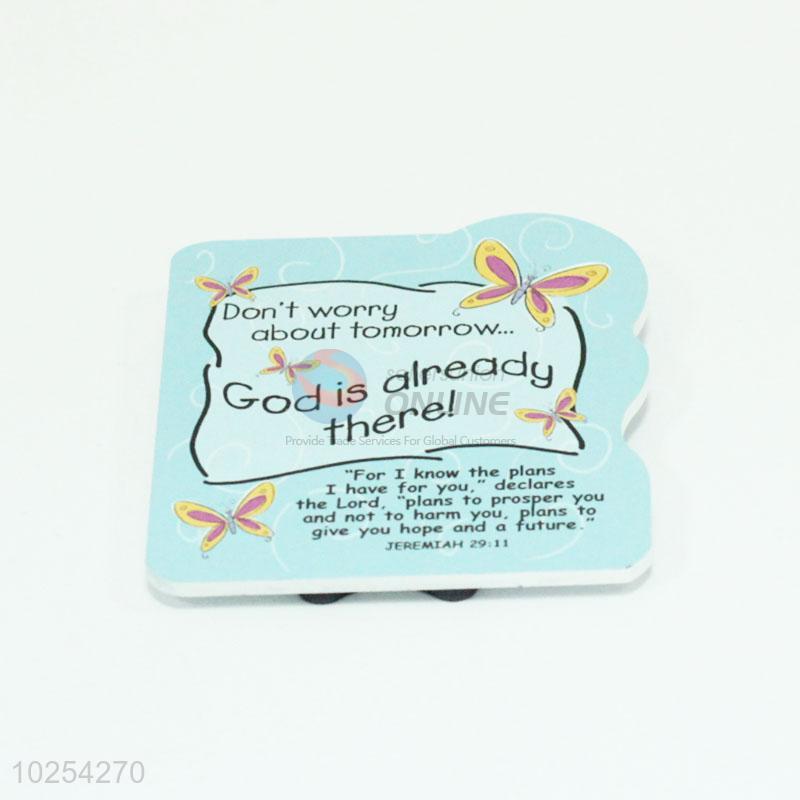 Don't worry
about tomorrow...
God is already
there!
ONLINE
Provide Trade Services For Global Customers
"For I know the plans
I have for you," declares
the Lord, "plans to prosper you
and not to harm you, plans to
give you hope and a future."
JEREMIAH 29:11
10254270